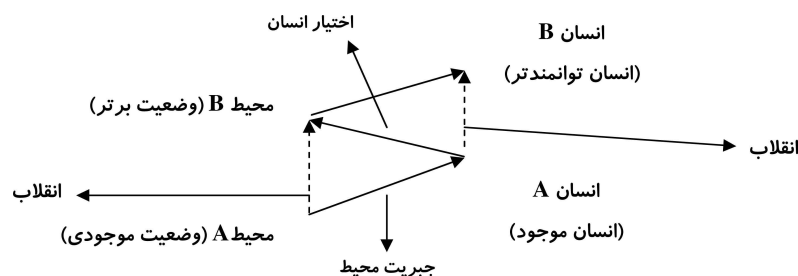 اختیار انسان
انسان B
(انسان توانمندتر)
محیط B (وضعیت برتر)
انقلاب
انقلاب
انسان A
محیط A (وضعیت موجودی)
(انسان موجود)
جبریت محیط